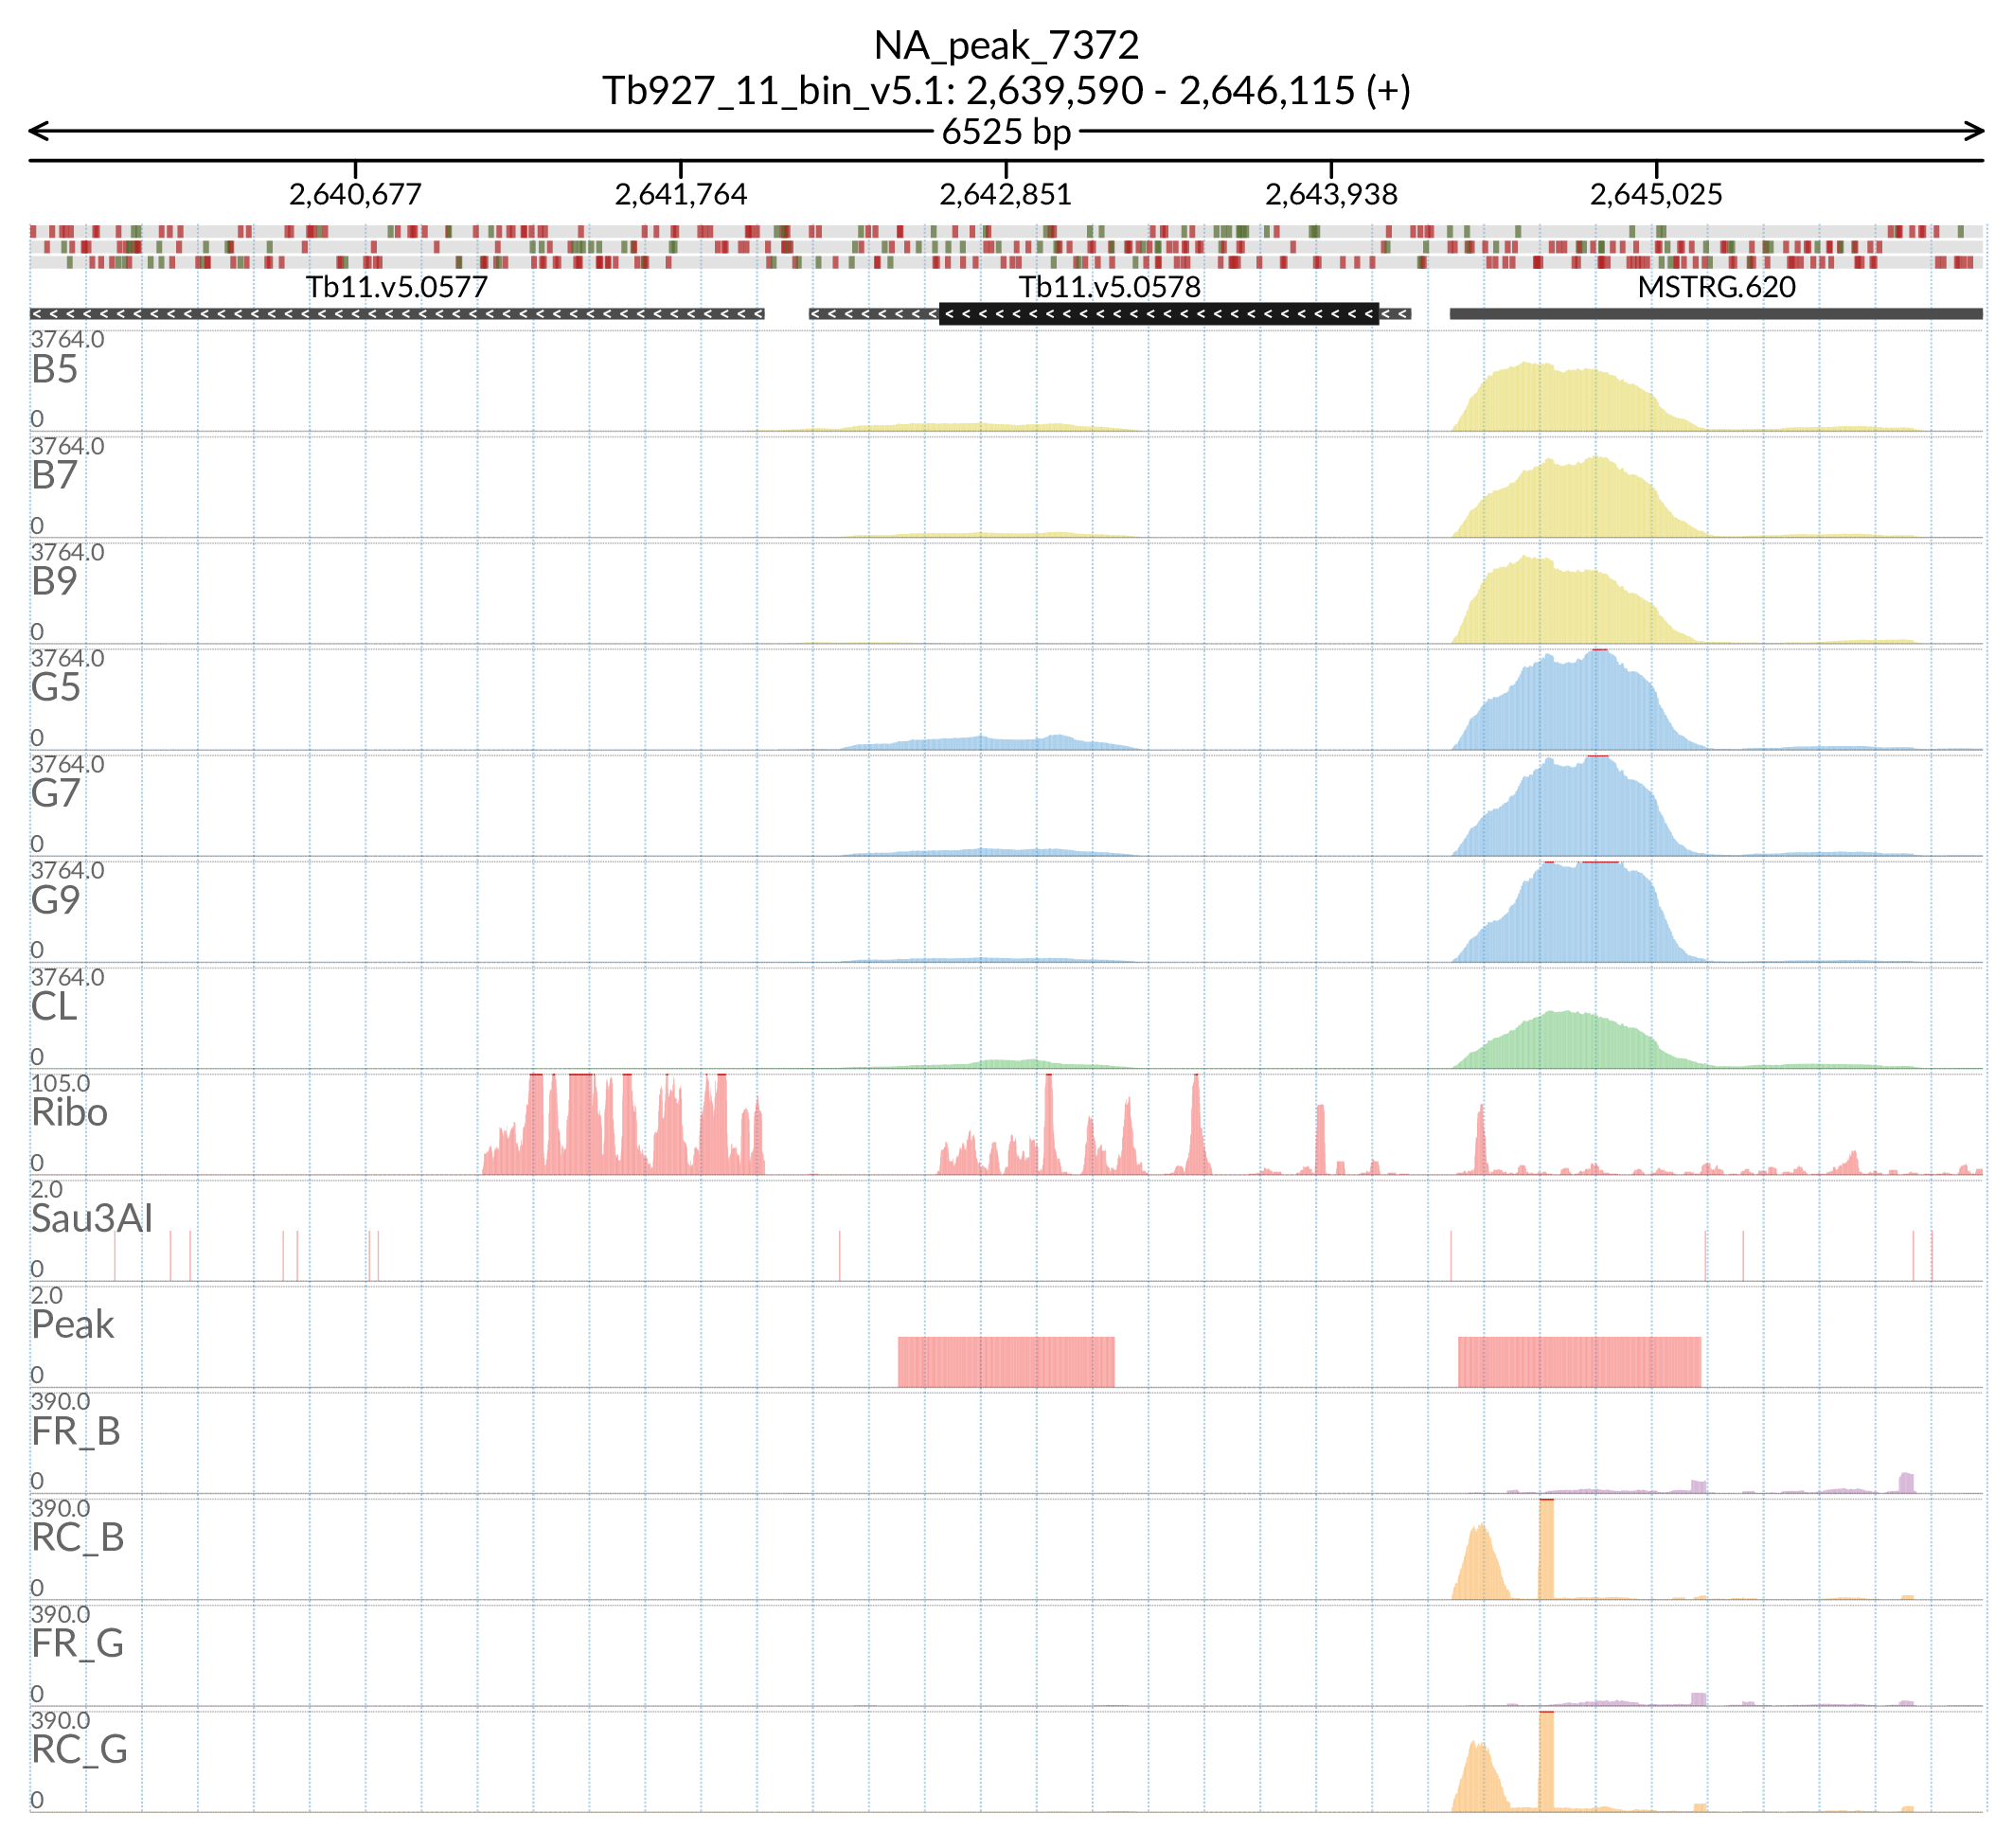 NA_peak_7372
Tb927_11_bin_v5.1: 2,639,590 - 2,646,115 (+)
6525 bp
2,640,677 2,641,764 2,642,851 2,643,938 2,645,025
Tb11.v5.0577 Tb11.v5.0578 MSTRG.620
3764.0
B5
0
3764.0
B7
0
3764.0
B9
0
3764.0
G5
0
3764.0
G7
0
3764.0
G9
0
3764.0
CL
0
105.0
Ribo
0
2.0
Sau3AI
0
2.0
Peak
0
390.0
FR_B
0
390.0
RC_B
0
390.0
FR_G
0
390.0
RC_G
0